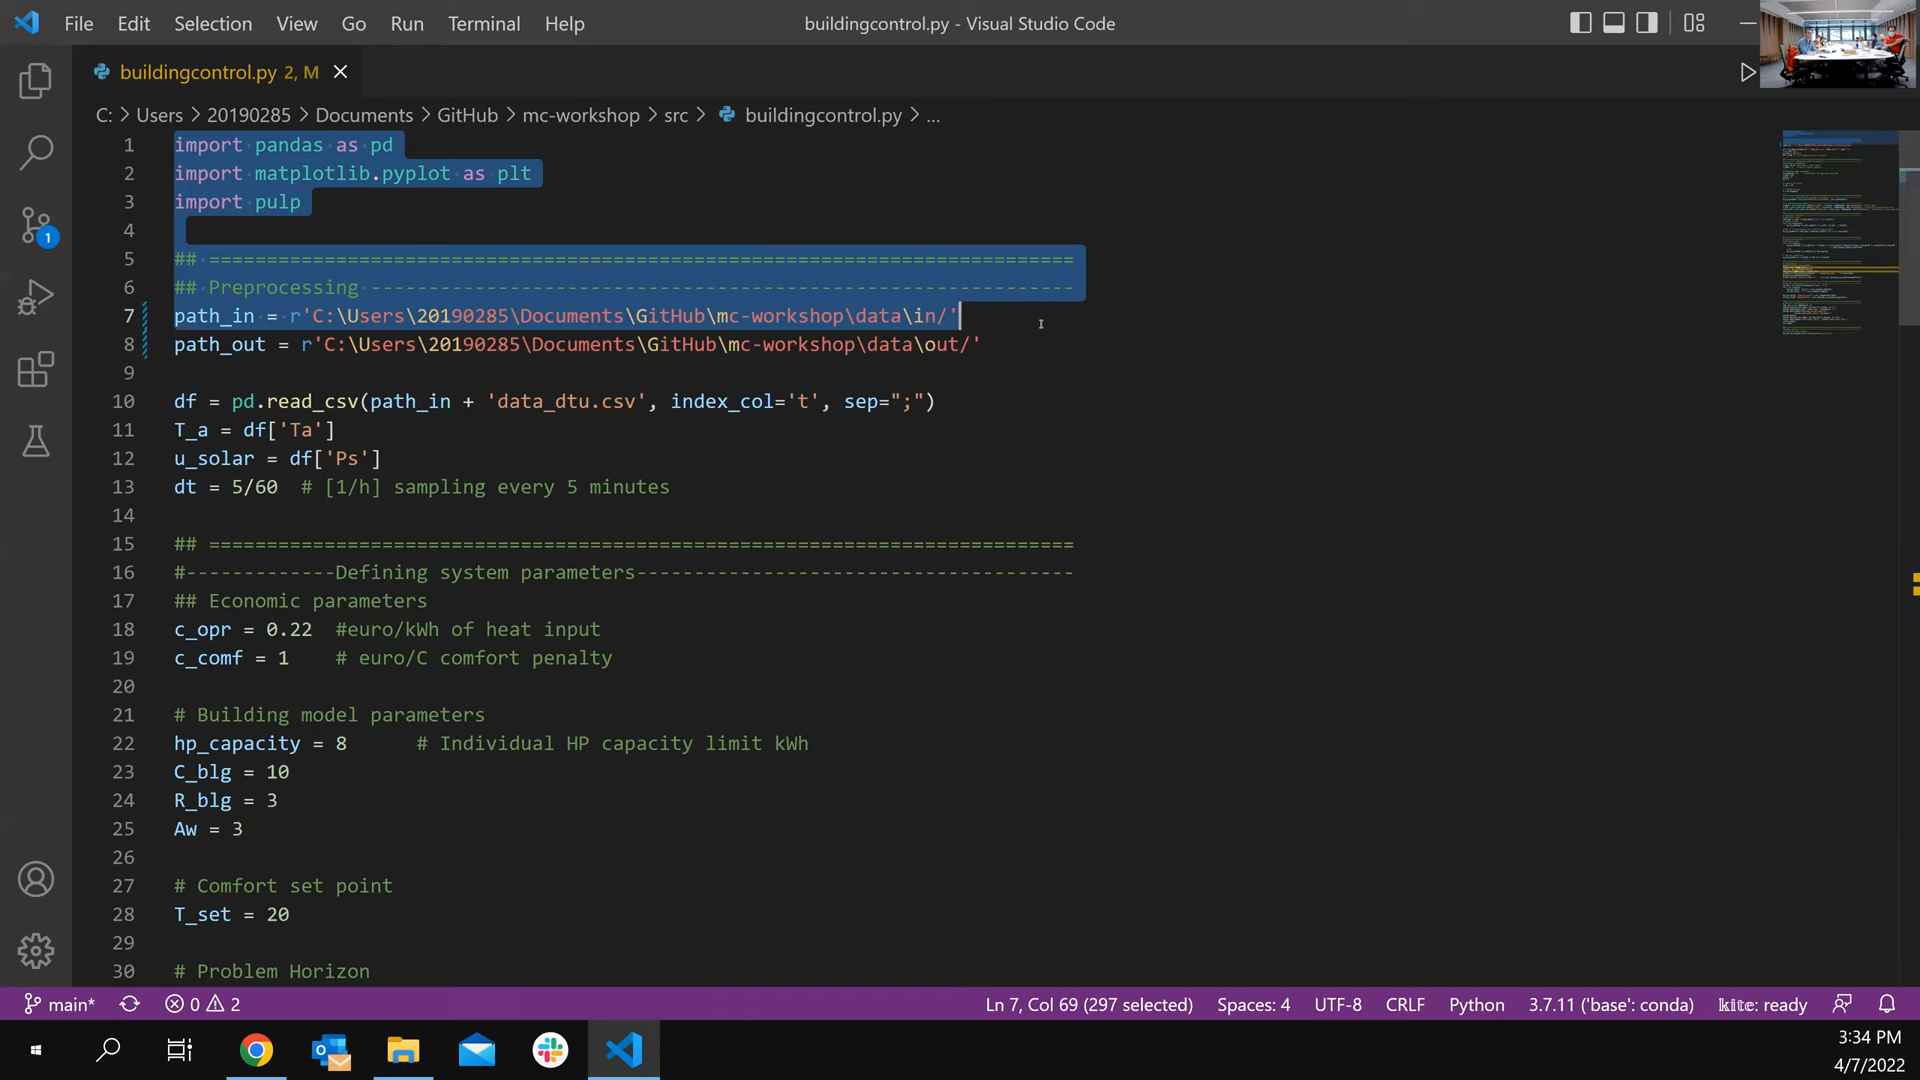 File Edit Selection View Go Run Terminal Help
buildingcontrol.py - Visual Studio Code
buildingcontrol.py 2, M
C: > Users > 20190285 > Documents > GitHub > mc-workshop > src > buildingcontrol.py > ...
1 import pandas as pd
2 import matplotlib.pyplot as plt
3 import pulp
4
5 ## ===========================================================================
6 ## Preprocessing -------------------------------------------------------------
7 path_in = r'C:\Users\20190285\Documents\GitHub\mc-workshop\data\in/'
8 path_out = r'C:\Users\20190285\Documents\GitHub\mc-workshop\data\out/'
9
10 df = pd.read_csv(path_in + 'data_dtu.csv', index_col='t', sep=";")
11 T_a = df['Ta']
12 u_solar = df['Ps']
13 dt = 5/60  # [1/h] sampling every 5 minutes
14
15 ## ===========================================================================
16 #-------------Defining system parameters--------------------------------------
17 ## Economic parameters
18 c_opr = 0.22  #euro/kWh of heat input
19 c_comf = 1    # euro/C comfort penalty
20
21 # Building model parameters
22 hp_capacity = 8      # Individual HP capacity limit kWh
23 C_blg = 10
24 R_blg = 3
25 Aw = 3
26
27 # Comfort set point
28 T_set = 20
29
30 # Problem Horizon
1
main* 0 2 Ln 7, Col 69 (297 selected) Spaces: 4 UTF-8 CRLF Python 3.7.11 ('base': conda) kite: ready
3:34 PM
4/7/2022